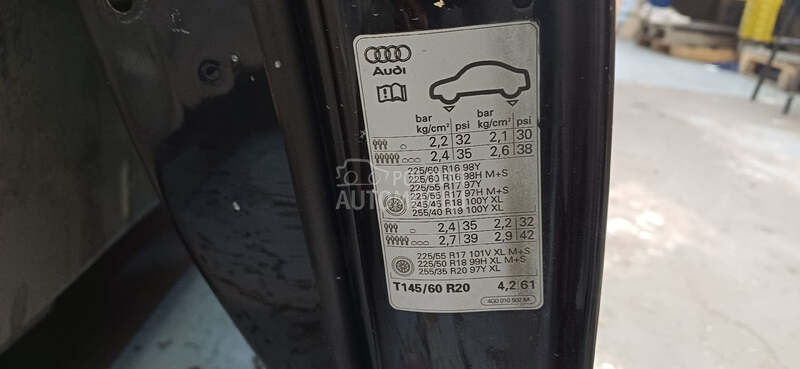 Audi
bar psi bar psi
kg/cm² kg/cm²
2,2 32 2,1 30
2,4 35 2,6 38
225/60 R16 98Y
225/60 R16 98H M+S
225/55 R17 97Y
225/55 R17 97H M+S
245/45 R18 100Y XL
255/40 R19 100Y XL
2,4 35 2,2 32
2,7 39 2,9 42
225/55 R17 101V XL M+S
225/50 R18 99H XL M+S
255/35 R20 97Y XL
T145/60 R20 4,2 61